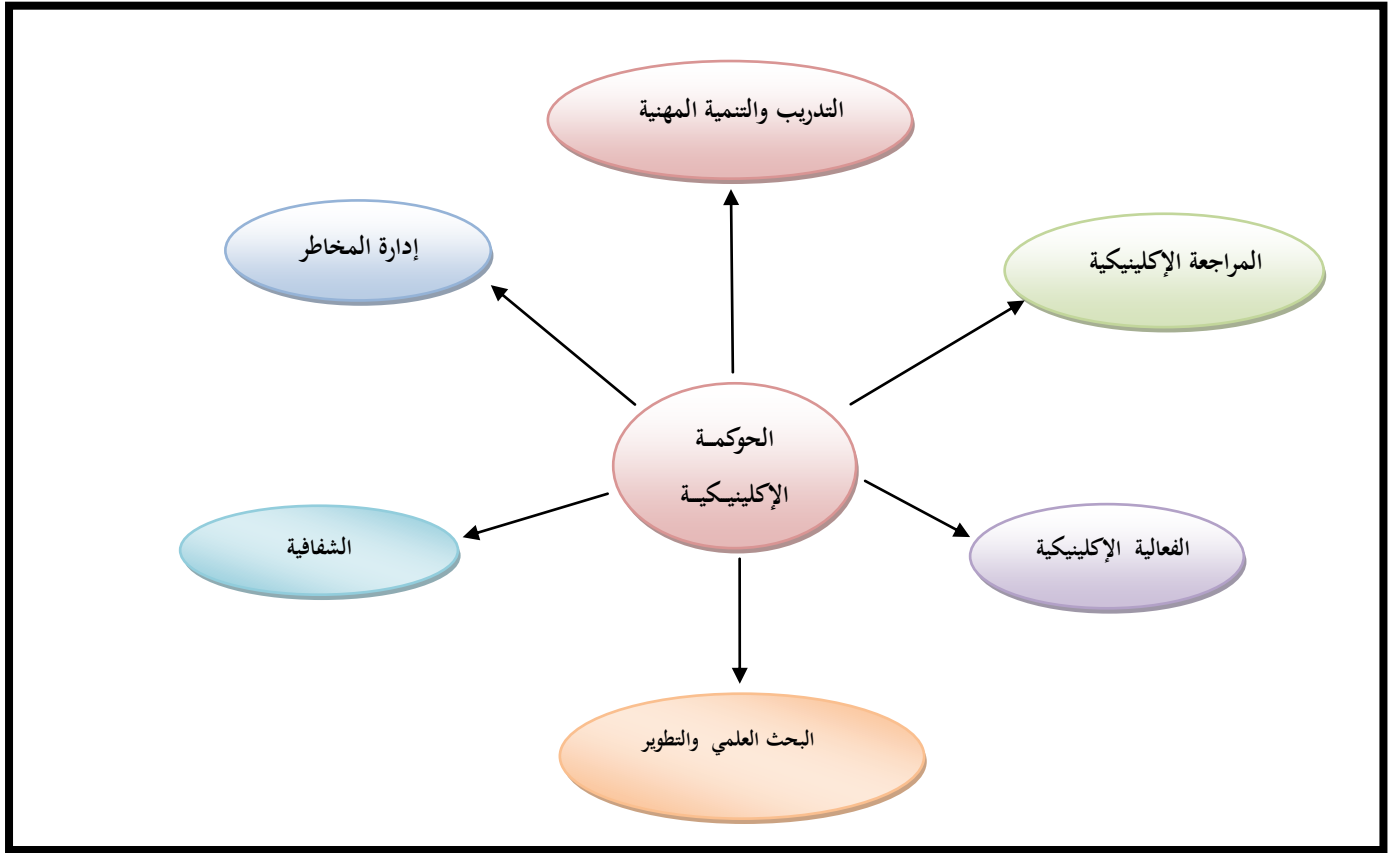 التدريب والتنمية المهنية
المراجعة الإكلينيكية
إدارة المخاطر
الحوكمـة
الإكلينيـكيـة
الفعالية الإكلينيكية
الشفافية
البحث العلمي والتطوير